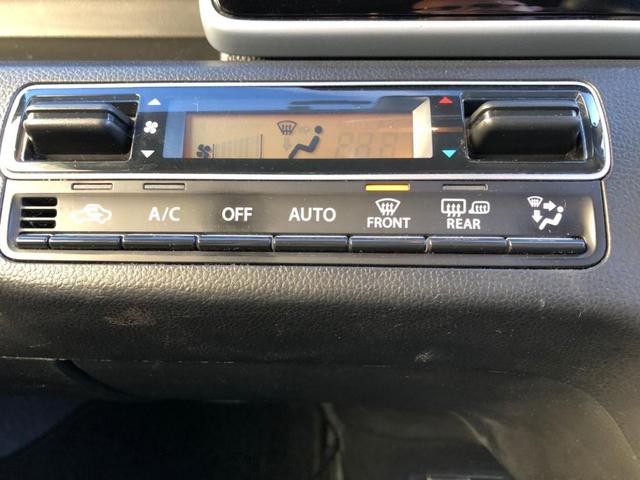 A/C OFF AUTO FRONT REAR